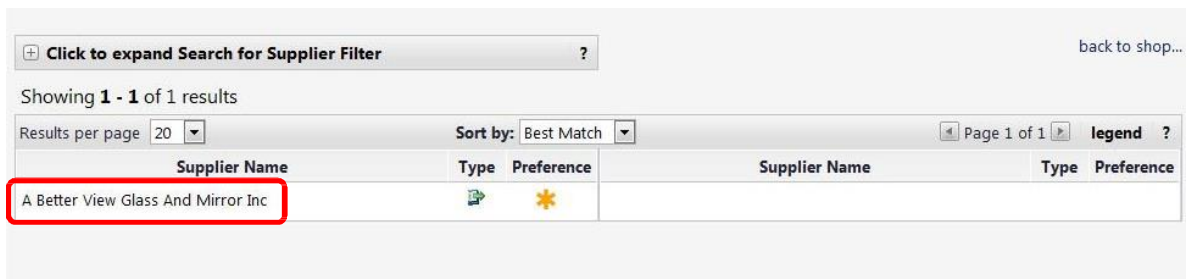 Click to expand Search for Supplier Filter ?
back to shop...
Showing 1 - 1 of 1 results
Results per page 20 Sort by: Best Match Page 1 of 1 legend ?
Supplier Name Type Preference Supplier Name Type Preference
A Better View Glass And Mirror Inc